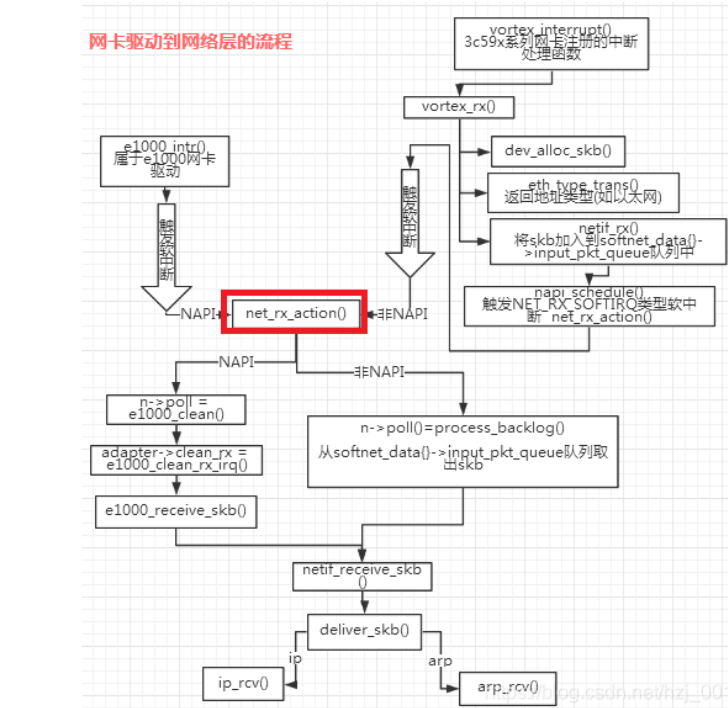 网卡驱动到网络层的流程
vortex_interrupt()
3c59x系列网卡注册的中断
处理函数
vortex_rx()
e1000_intr()
属于e1000网卡
驱动
dev_alloc_skb()
eth_type_trans()
返回地址类型(如以太网)
触发软中断
触发软中断
netif_rx()
将skb加入到softnet_data{}-
>input_pkt_queue队列中
napi_schedule()
触发NET_RX_SOFTIRQ类型软中
断 net_rx_action()
NAPI
net_rx_action()
非NAPI
NAPI
非NAPI
n->poll =
e1000_clean()
n->poll()=process_backlog()
从softnet_data{}->input_pkt_queue队列取
出skb
adapter->clean_rx =
e1000_clean_rx_irq()
e1000_receive_skb()
netif_receive_skb
()
deliver_skb()
ip
arp
ip_rcv()
arp_rcv()
https://blog.csdn.net/hzj_001